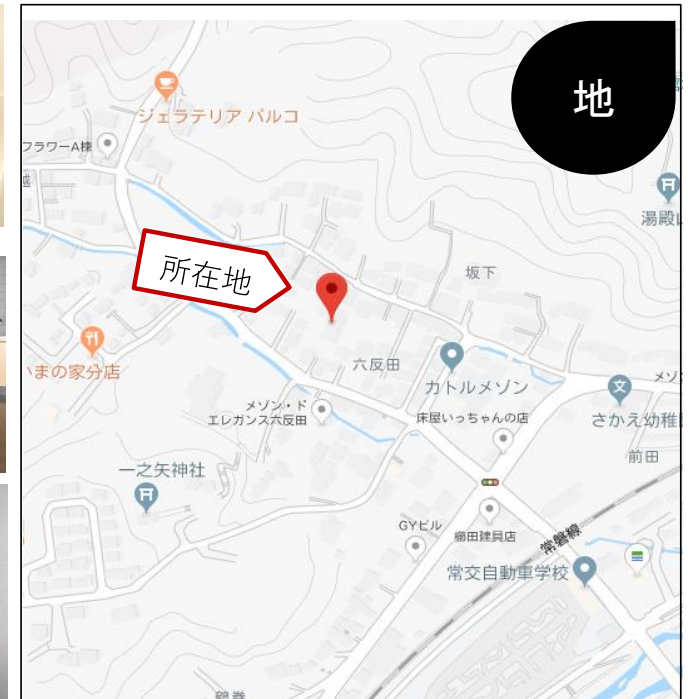 地
ジェラテリア パルコ
フラワーA棟
越
湯殿山
所在地
坂下
六反田
いまの家分店
カトルメゾン
メゾン・ド
エレガンス六反田
床屋いっちゃんの店
さかえ幼稚園
前田
一之矢神社
GYビル
櫛田建具店
常磐線
常交自動車学校